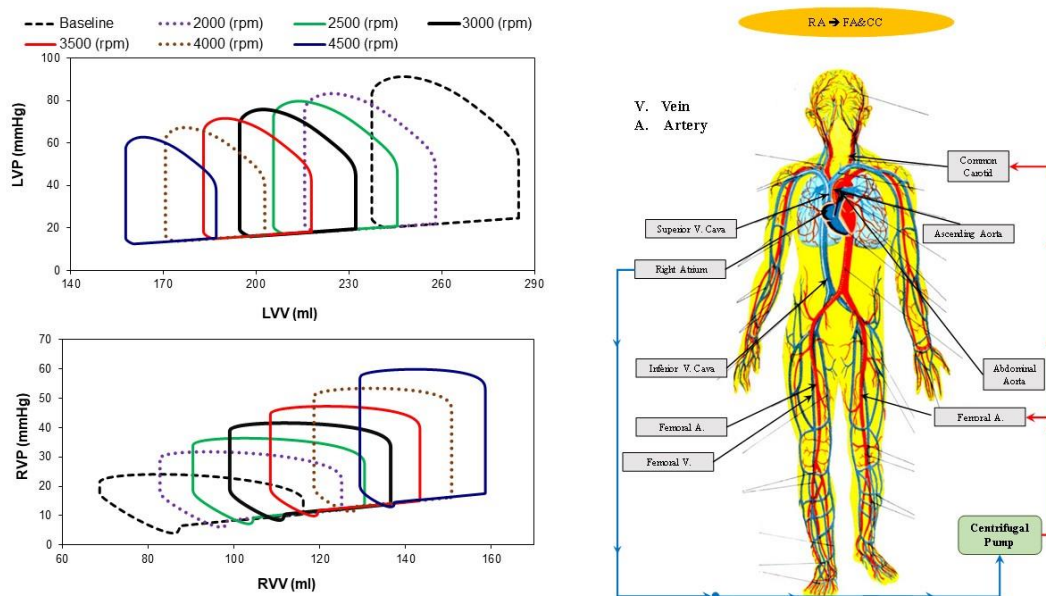 Baseline 2000 (rpm) 2500 (rpm) 3000 (rpm)
3500 (rpm) 4000 (rpm) 4500 (rpm)
LVP (mmHg)
100
80
60
40
20
0
140 170 200 230 260 290
LVV (ml)
RVP (mmHg)
70
60
50
40
30
20
10
0
60 80 100 120 140 160
RVV (ml)
RA ➔ FA&CC
V. Vein
A. Artery
Common
Carotid
Superior V. Cava
Ascending Aorta
Right Atrium
Inferior V. Cava
Abdominal
Aorta
Femoral A.
Femoral A.
Femoral V.
Centrifugal
Pump